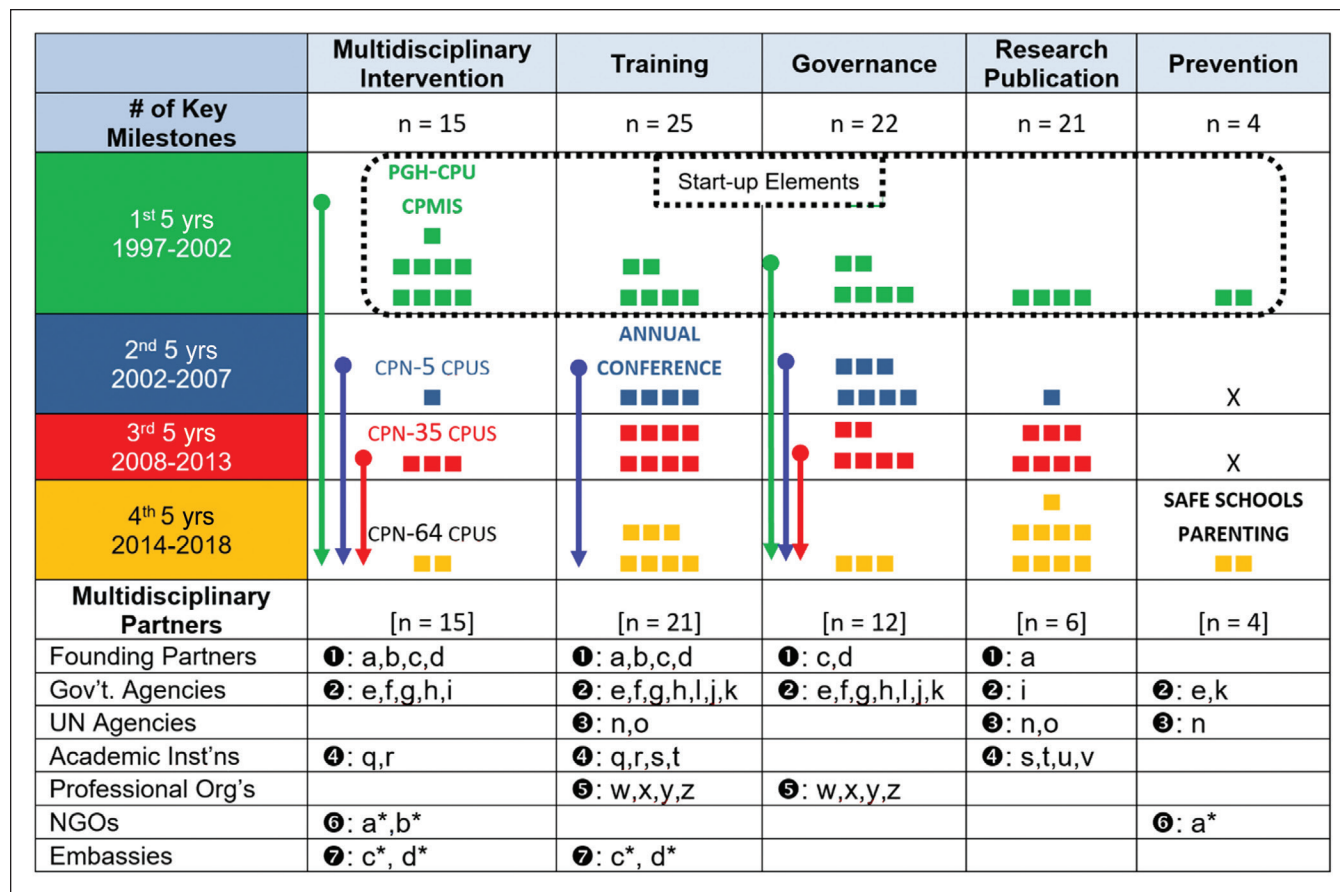 Multidisciplinary
Intervention
Training
Governance
Research
Publication
Prevention
# of Key
Milestones
n = 15
n = 25
n = 22
n = 21
n = 4
1st 5 yrs
1997-2002
PGH-CPU
CPMIS
Start-up Elements
2nd 5 yrs
2002-2007
CPN-5 CPUS
ANNUAL
CONFERENCE
X
3rd 5 yrs
2008-2013
CPN-35 CPUS
X
4th 5 yrs
2014-2018
CPN-64 CPUS
SAFE SCHOOLS
PARENTING
Multidisciplinary
Partners
[n = 15]
[n = 21]
[n = 12]
[n = 6]
[n = 4]
Founding Partners
❶: a,b,c,d
❶: a,b,c,d
❶: c,d
❶: a
Gov't. Agencies
❷: e,f,g,h,i
❷: e,f,g,h,l,j,k
❷: e,f,g,h,l,j,k
❷: i
❷: e,k
UN Agencies
❸: n,o
❸: n,o
❸: n
Academic Inst'ns
❹: q,r
❹: q,r,s,t
❹: s,t,u,v
Professional Org's
❺: w,x,y,z
❺: w,x,y,z
NGOs
❻: a*,b*
❻: a*
Embassies
❼: c*, d*
❼: c*, d*